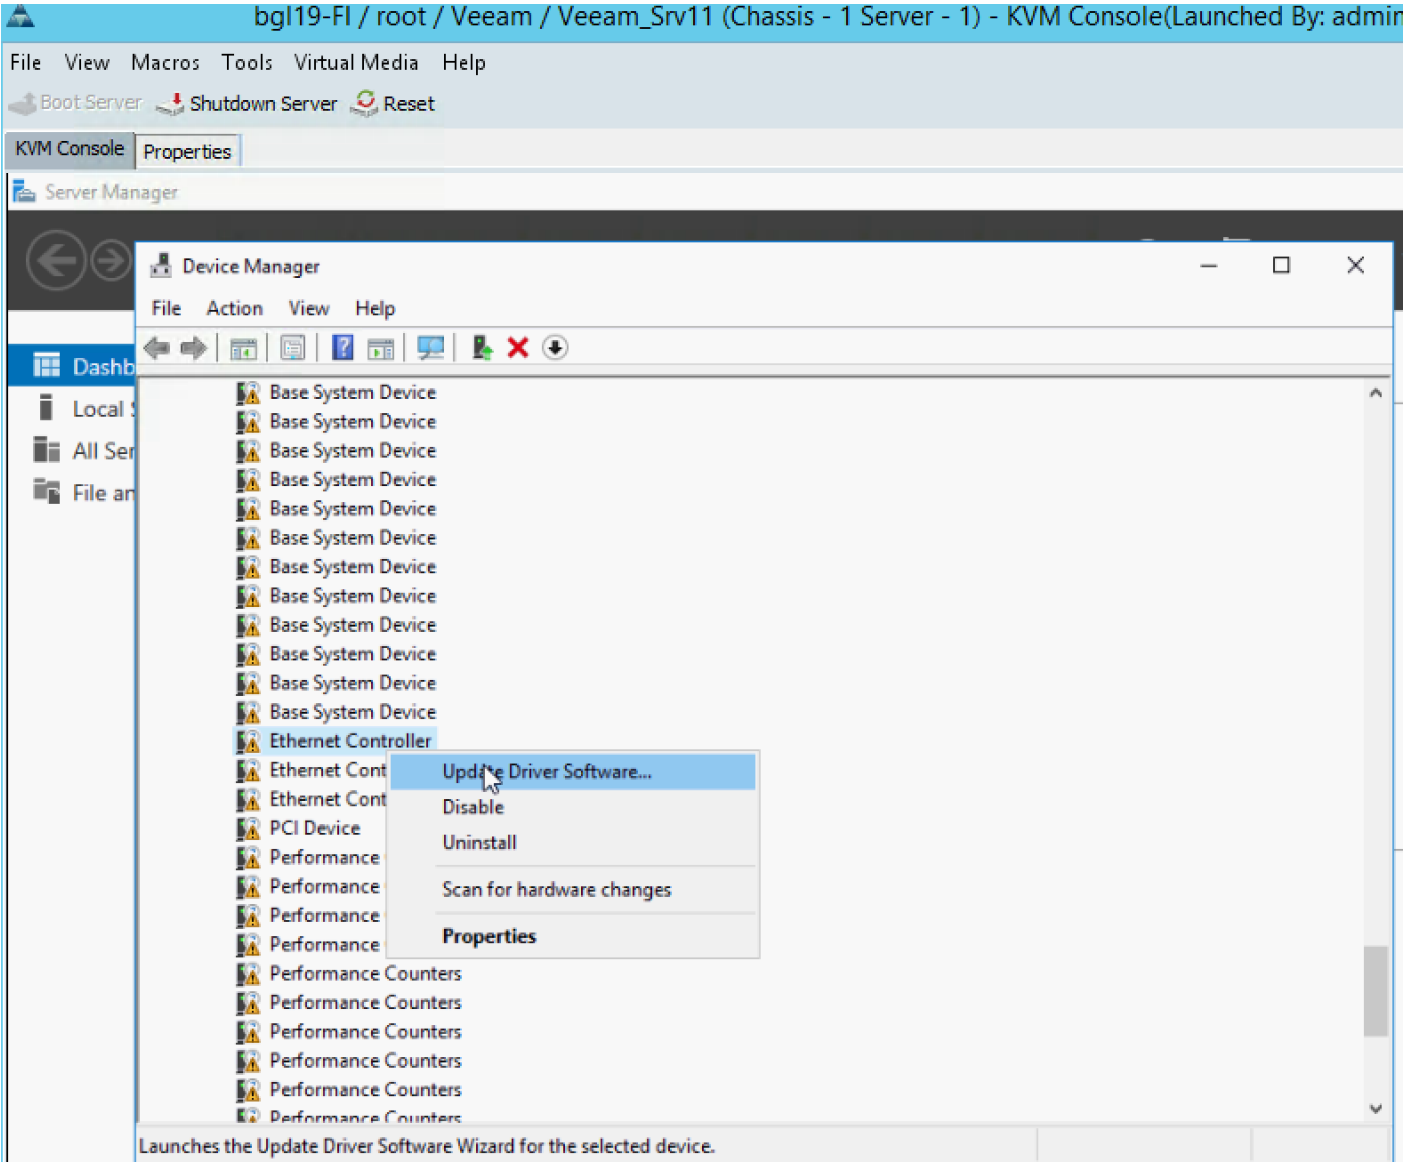 bgl19-FI / root / Veeam / Veeam_Srv11 (Chassis - 1 Server - 1) - KVM Console(Launched By: admin
File View Macros Tools Virtual Media Help
Boot Server Shutdown Server Reset
KVM Console Properties
Server Manager
Device Manager
File Action View Help
Dashb
Local S
All Ser
File an
Base System Device
Base System Device
Base System Device
Base System Device
Base System Device
Base System Device
Base System Device
Base System Device
Base System Device
Base System Device
Base System Device
Base System Device
Ethernet Controller
Ethernet Cont
Ethernet Cont
PCI Device
Performance
Performance
Performance
Performance
Performance Counters
Performance Counters
Performance Counters
Performance Counters
Performance Counters
Performance Counters
Update Driver Software...
Disable
Uninstall
Scan for hardware changes
Properties
Launches the Update Driver Software Wizard for the selected device.